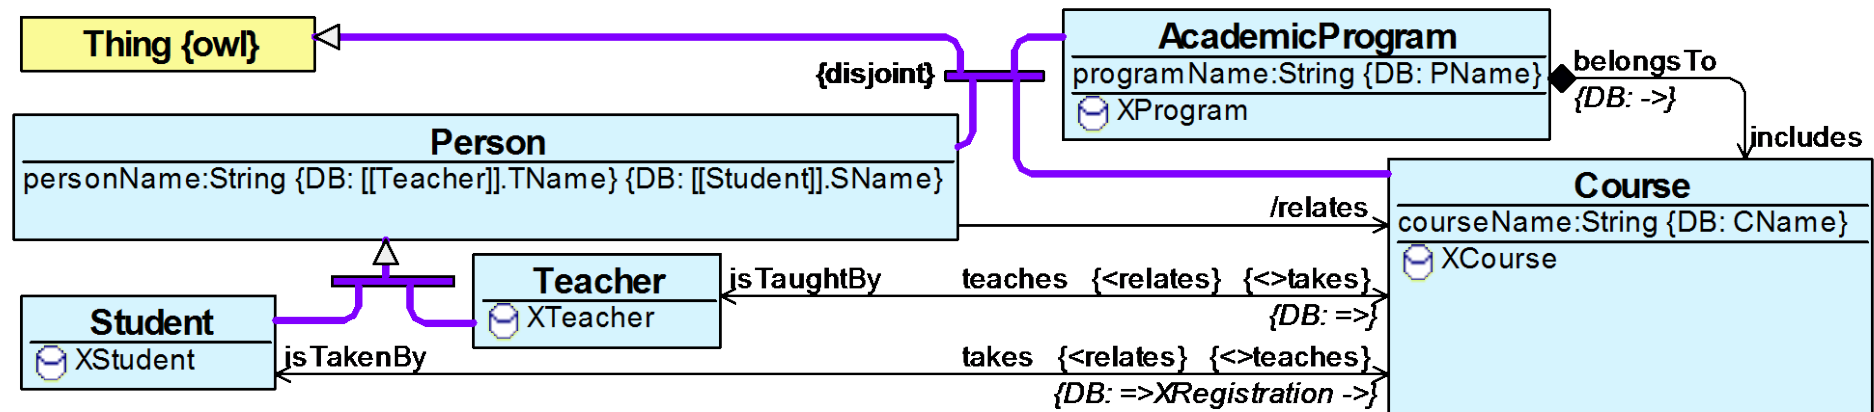 Thing {owl}
{disjoint}
AcademicProgram
programName:String {DB: PName}
XProgram
belongsTo
{DB: ->}
includes
Person
personName:String {DB: [[Teacher]].TName} {DB: [[Student]].SName}
/relates
Course
courseName:String {DB: CName}
XCourse
Teacher
XTeacher
isTaughtBy
teaches {<relates} {<>takes}
{DB: =>}
Student
XStudent
isTakenBy
takes {<relates} {<>teaches}
{DB: =>XRegistration ->}